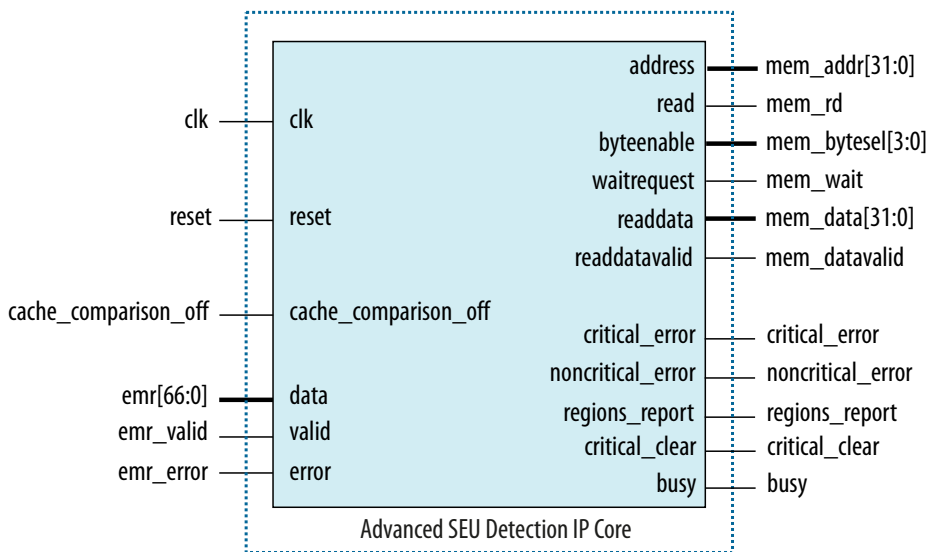 address mem_addr[31:0]
read mem_rd
clk clk
byteenable mem_bytesel[3:0]
waitrequest mem_wait
reset reset
readdata mem_data[31:0]
readdatavalid mem_datavalid
cache_comparison_off cache_comparison_off
critical_error critical_error
noncritical_error noncritical_error
emr[66:0] data
regions_report regions_report
emr_valid valid
critical_clear critical_clear
emr_error error
busy busy
Advanced SEU Detection IP Core